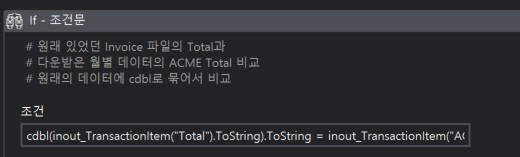 If - 조건문
# 원래 있었던 Invoice 파일의 Total과
# 다운받은 월별 데이터의 ACME Total 비교
# 원래의 데이터에 cdbl로 묶어서 비교
조건
cdbl(inout_TransactionItem("Total").ToString).ToString = inout_TransactionItem("AC